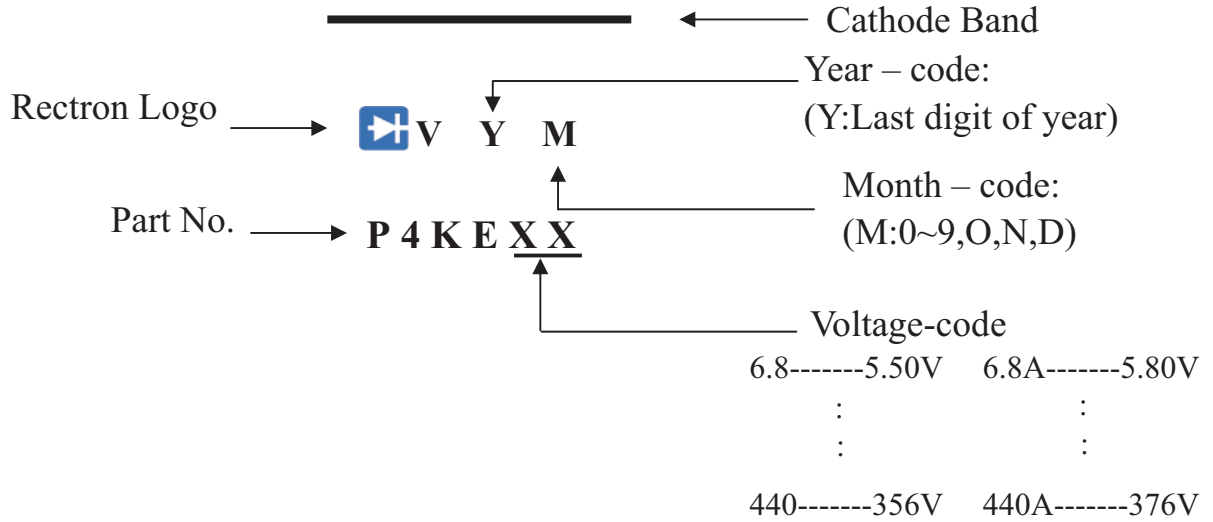 Cathode Band
Year – code:
(Y:Last digit of year)
Rectron Logo
V Y M
Month – code:
(M:0~9,O,N,D)
Part No.
P4KEXX
Voltage-code
6.8-------5.50V 6.8A-------5.80V
: :
: :
440-------356V 440A-------376V